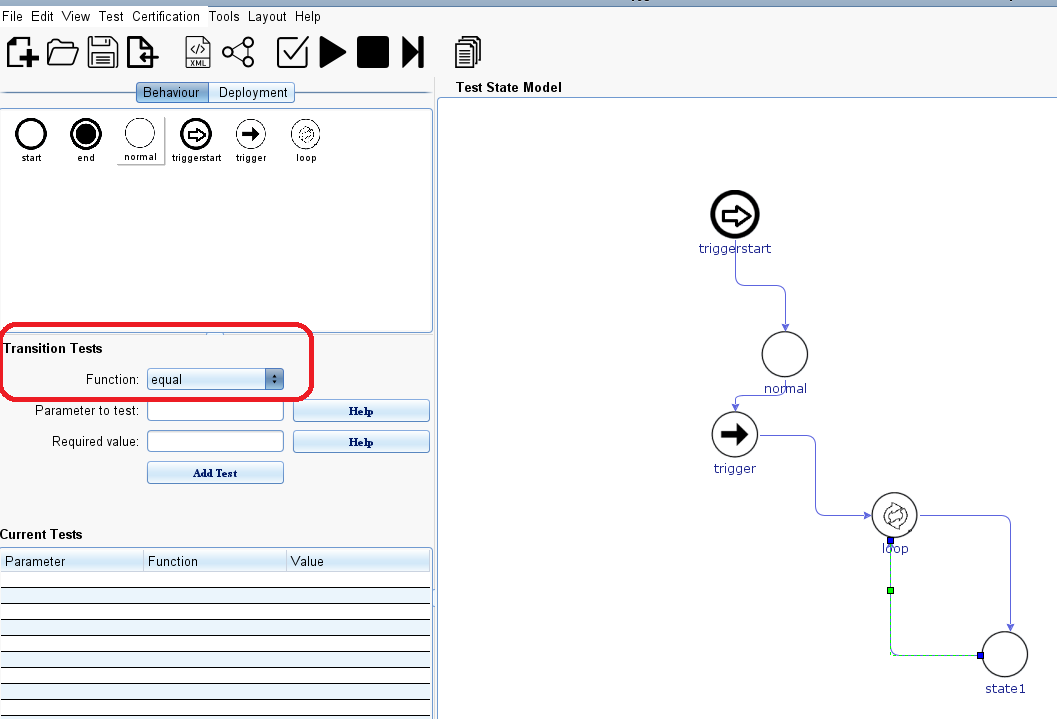 File Edit View Test Certification Tools Layout Help
XML
Behaviour Deployment
Test State Model
start end normal triggerstart trigger loop
triggerstart
Transition Tests
Function: equal
normal
Parameter to test: Help
Required value: Help
trigger
Add Test
Current Tests
loop
Parameter Function Value
state1